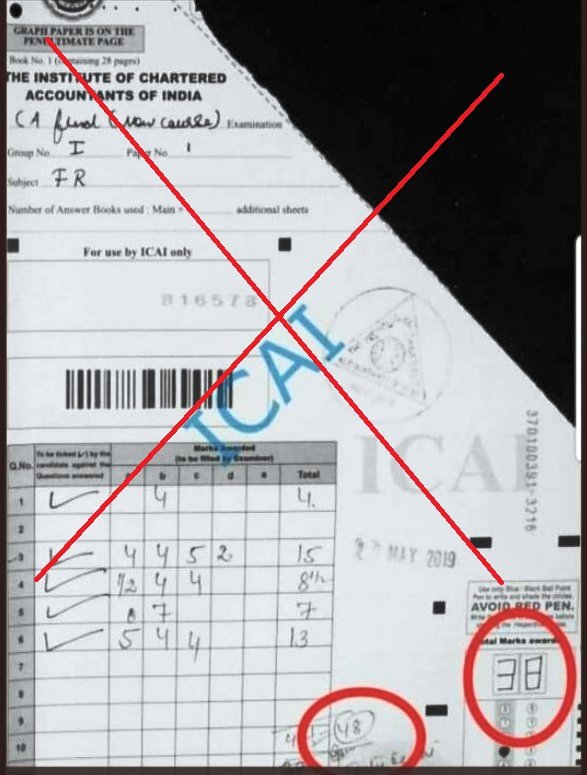 GRAPH PAPER IS ON THE
PENULTIMATE PAGE
Book No. 1 (containing 28 pages)
THE INSTITUTE OF CHARTERED
ACCOUNTANTS OF INDIA
CA final (New course) Examination
Group No I Paper No 1
Subject FR
Number of Answer Books used : Main + additional sheets
For use by ICAI only
816578
ICAI
ICAI
370100391-3216
27 MAY 2019
Q.No. To be ticked (✓) by the candidate against the Questions answered
Marks Awarded
(to be filled by Examiner)
a b c d e Total
1 ✓ 4 4
2
3 ✓ 4 4 5 2 15
4 ✓ ½ 4 4 8½
5 ✓ 0 7 7
6 ✓ 5 4 4 13
7
8
9
10
48
Use only Blue / Black Ball Point
Pen to write and shade the circles.
AVOID RED PEN.
Total Marks awarded
38